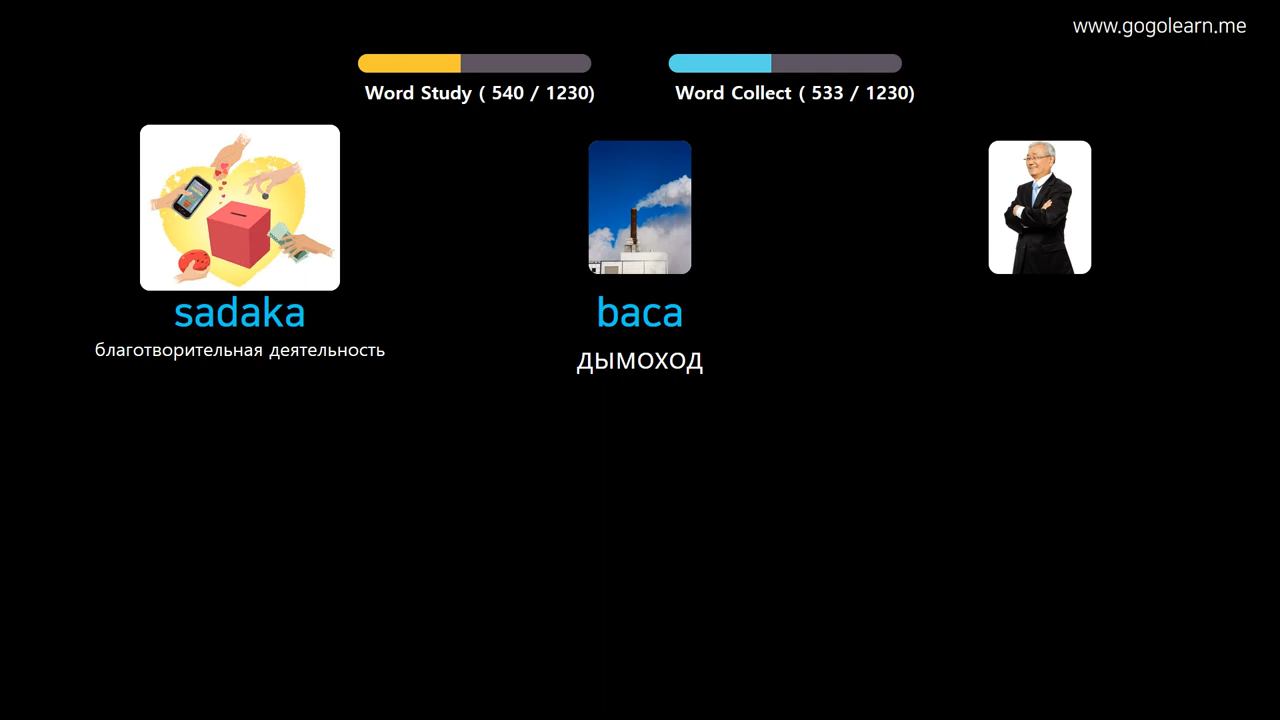 www.gogolearn.me
Word Study ( 540 / 1230)
Word Collect ( 533 / 1230)
sadaka
благотворительная деятельность
baca
дымоход